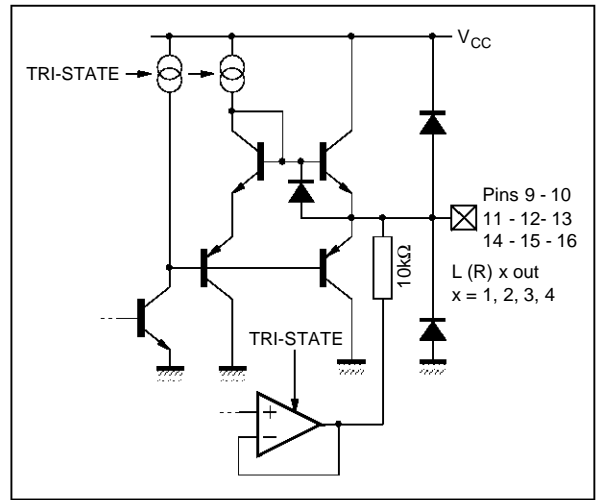 VCC
TRI-STATE
Pins 9 - 10
11 - 12- 13
14 - 15 - 16
10kΩ
L (R) x out
x = 1, 2, 3, 4
TRI-STATE
+
−